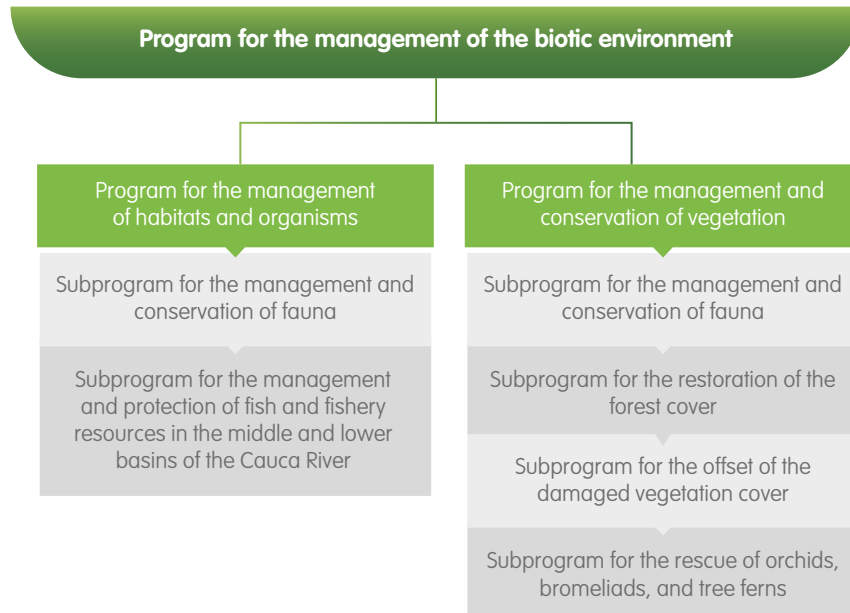 Program for the management of the biotic environment
Program for the management
of habitats and organisms
Subprogram for the management and
conservation of fauna
Subprogram for the management
and protection of fish and fishery
resources in the middle and lower
basins of the Cauca River
Program for the management and
conservation of vegetation
Subprogram for the management and
conservation of fauna
Subprogram for the restoration of the
forest cover
Subprogram for the offset of the
damaged vegetation cover
Subprogram for the rescue of orchids,
bromeliads, and tree ferns